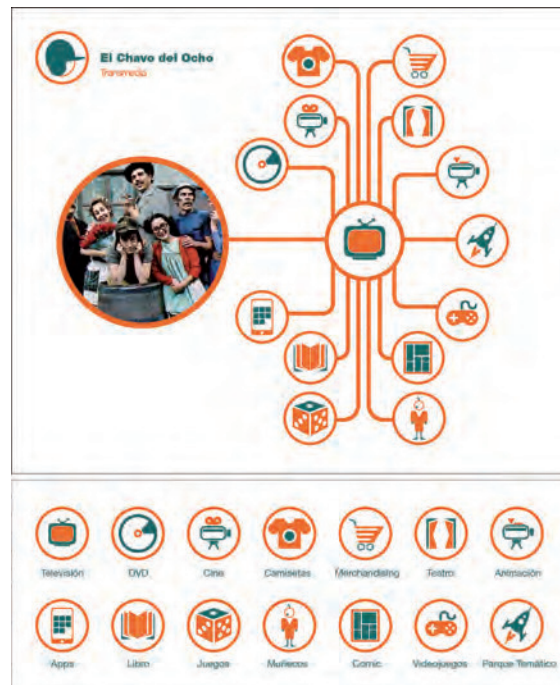 El Chavo del Ocho
Transmedia
Televisión DVD Cine Camisetas Merchandising Teatro Animación
Apps Libro Juegos Muñecos Comic Videojuegos Parque Temático